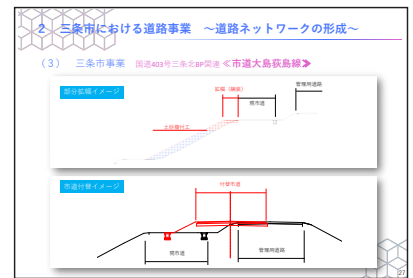 2 三条市における道路事業 ～道路ネットワークの形成～
（3） 三条市事業 国道403号三条北BP関連 ≪市道大島荻島線≫
部分拡幅イメージ
拡幅（舗装）
管理用道路
現市道
土砂腹付工
市道付替イメージ
付替市道
現市道
管理用道路
27